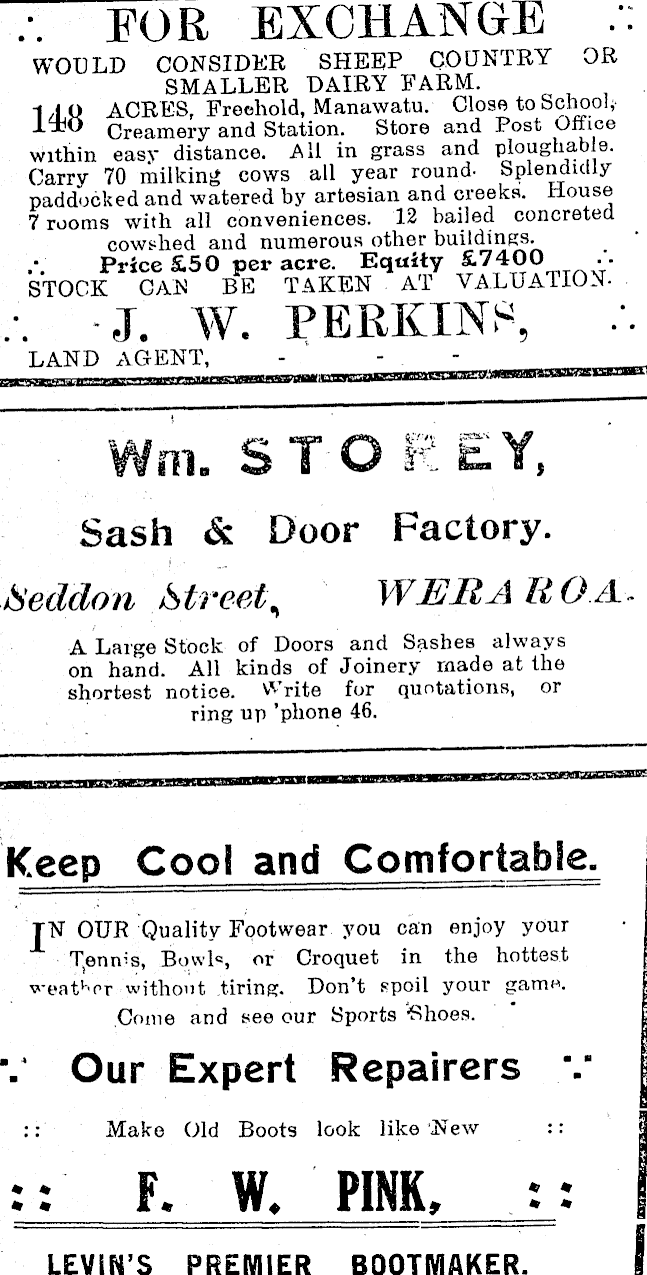 FOR EXCHANGE
WOULD CONSIDER SHEEP COUNTRY OR
SMALLER DAIRY FARM.
148 ACRES, Freehold, Manawatu. Close to School,
Creamery and Station. Store and Post Office
within easy distance. All in grass and ploughable.
Carry 70 milking cows all year round. Splendidly
paddocked and watered by artesian and creeks. House
7 rooms with all conveniences. 12 bailed concreted
cowshed and numerous other buildings.
Price £50 per acre. Equity £7400
STOCK CAN BE TAKEN AT VALUATION.
J. W. PERKINS,
LAND AGENT, - - -
Wm. STOREY,
Sash & Door Factory.
Seddon Street, WERAROA.
A Large Stock of Doors and Sashes always
on hand. All kinds of Joinery made at the
shortest notice. Write for quotations, or
ring up 'phone 46.
Keep Cool and Comfortable.
IN OUR Quality Footwear you can enjoy your
Tennis, Bowls, or Croquet in the hottest
weather without tiring. Don't spoil your game.
Come and see our Sports Shoes.
Our Expert Repairers
:: Make Old Boots look like New ::
:: F. W. PINK, ::
LEVIN'S PREMIER BOOTMAKER.